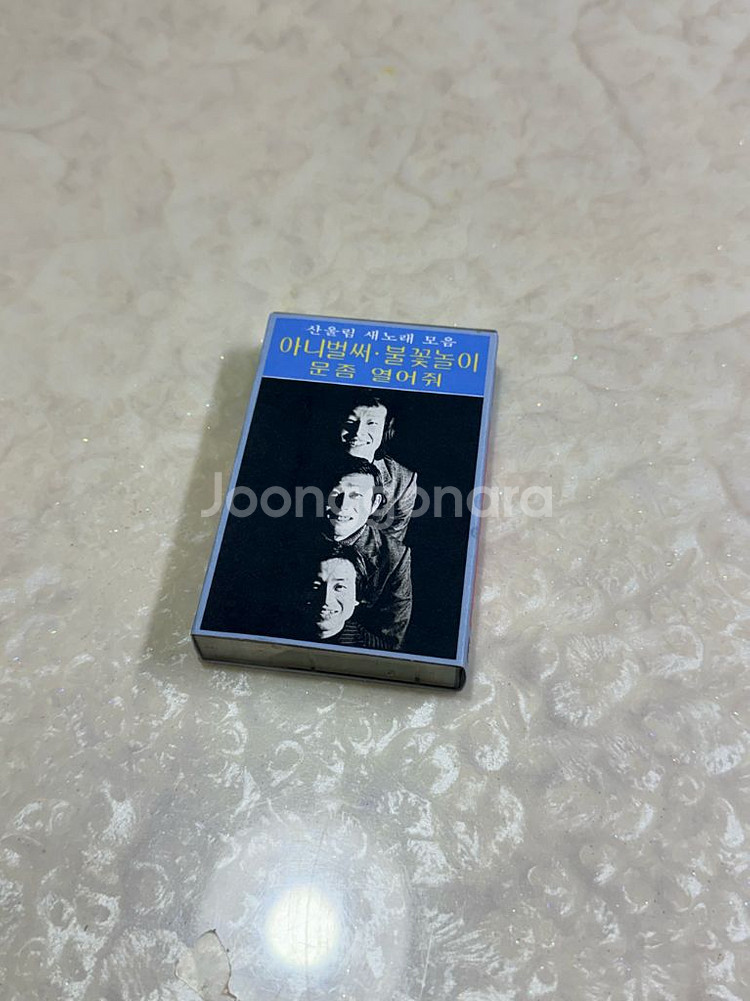 산울림 새노래 모음
아니벌써·불꽃놀이
문좀 열어줘
Joonggonara